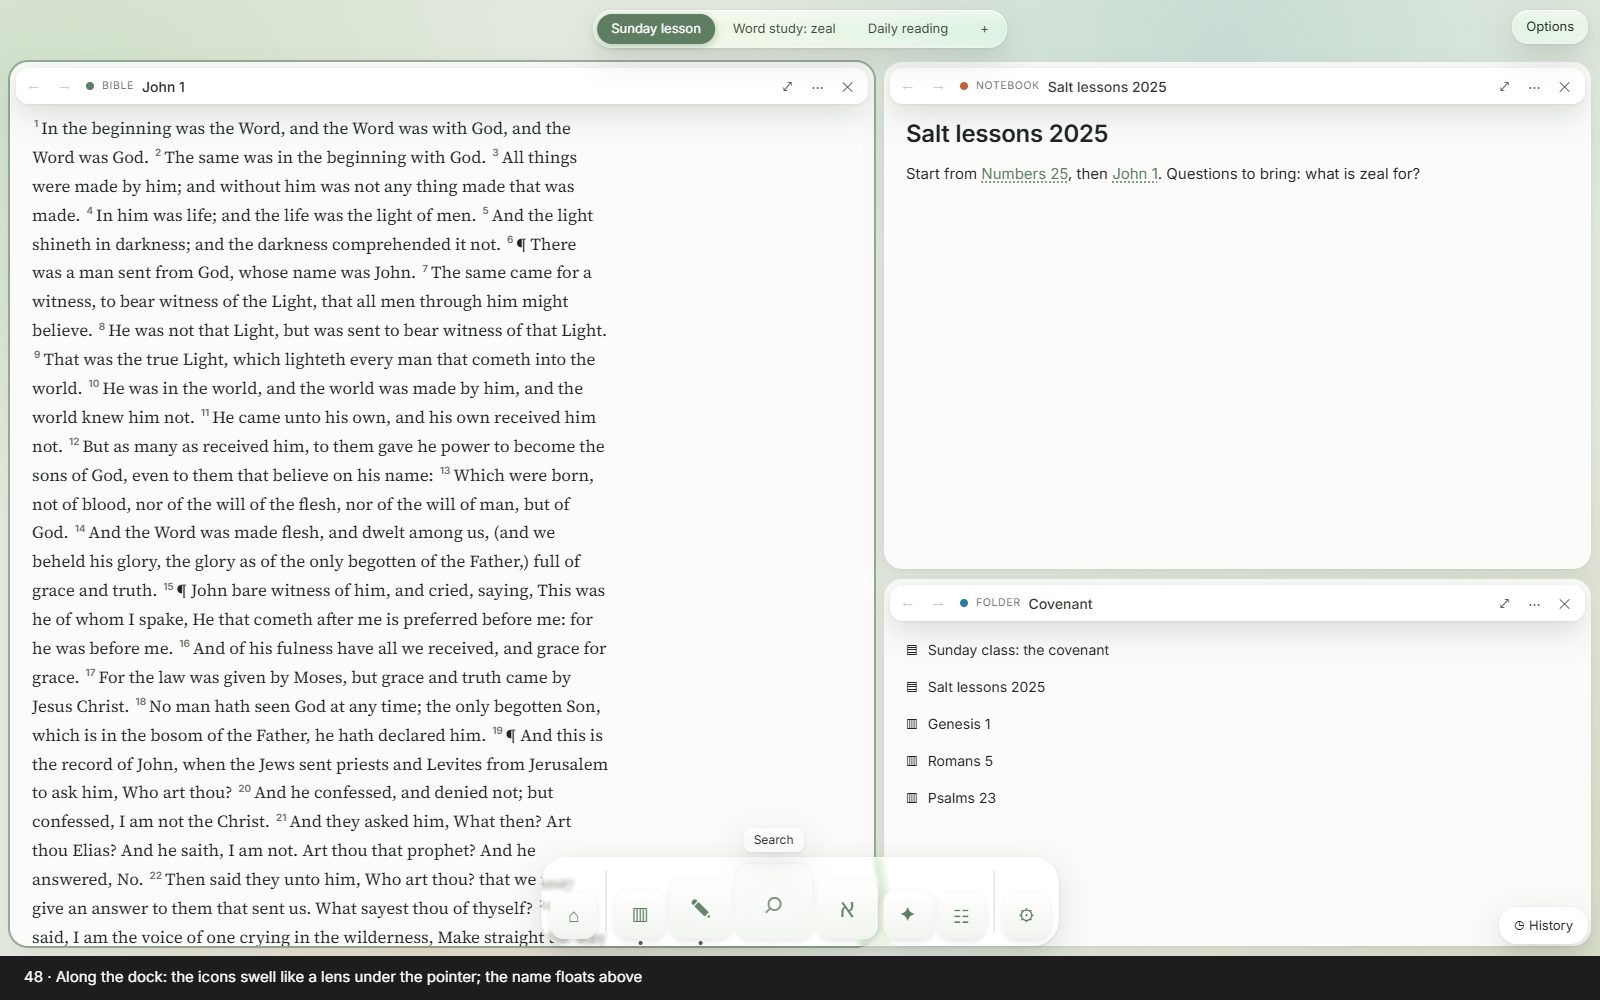 Sunday lesson
Word study: zeal
Daily reading
+
Options
BIBLE John 1
1 In the beginning was the Word, and the Word was with God, and the
Word was God. 2 The same was in the beginning with God. 3 All things
were made by him; and without him was not any thing made that was
made. 4 In him was life; and the life was the light of men. 5 And the light
shineth in darkness; and the darkness comprehended it not. 6 ¶ There
was a man sent from God, whose name was John. 7 The same came for a
witness, to bear witness of the Light, that all men through him might
believe. 8 He was not that Light, but was sent to bear witness of that Light.
9 That was the true Light, which lighteth every man that cometh into the
world. 10 He was in the world, and the world was made by him, and the
world knew him not. 11 He came unto his own, and his own received him
not. 12 But as many as received him, to them gave he power to become the
sons of God, even to them that believe on his name: 13 Which were born,
not of blood, nor of the will of the flesh, nor of the will of man, but of
God. 14 And the Word was made flesh, and dwelt among us, (and we
beheld his glory, the glory as of the only begotten of the Father,) full of
grace and truth. 15 ¶ John bare witness of him, and cried, saying, This was
he of whom I spake, He that cometh after me is preferred before me: for
he was before me. 16 And of his fulness have all we received, and grace for
grace. 17 For the law was given by Moses, but grace and truth came by
Jesus Christ. 18 No man hath seen God at any time; the only begotten Son,
which is in the bosom of the Father, he hath declared him. 19 ¶ And this is
the record of John, when the Jews sent priests and Levites from Jerusalem
to ask him, Who art thou? 20 And he confessed, and denied not; but
confessed, I am not the Christ. 21 And they asked him, What then? Art
thou Elias? And he saith, I am not. Art thou that prophet? And he
answered, No. 22 Then said they unto him, Who art thou? that we
give an answer to them that sent us. What sayest thou of thyself?
said, I am the voice of one crying in the wilderness, Make straight
NOTEBOOK Salt lessons 2025
Salt lessons 2025
Start from Numbers 25, then John 1. Questions to bring: what is zeal for?
FOLDER Covenant
Sunday class: the covenant
Salt lessons 2025
Genesis 1
Romans 5
Psalms 23
Search
א
History
48 · Along the dock: the icons swell like a lens under the pointer; the name floats above